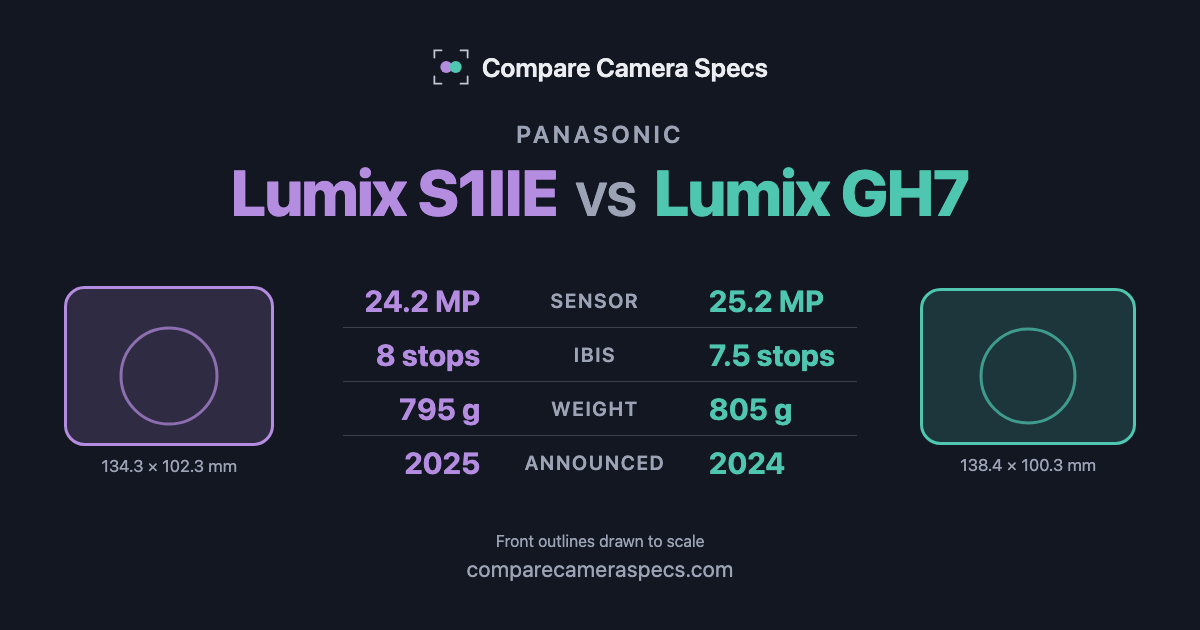 Compare Camera Specs
PANASONIC
Lumix S1IIE vs Lumix GH7
24.2 MP SENSOR 25.2 MP
8 stops IBIS 7.5 stops
795 g WEIGHT 805 g
2025 ANNOUNCED 2024
134.3 × 102.3 mm
138.4 × 100.3 mm
Front outlines drawn to scale
comparecameraspecs.com